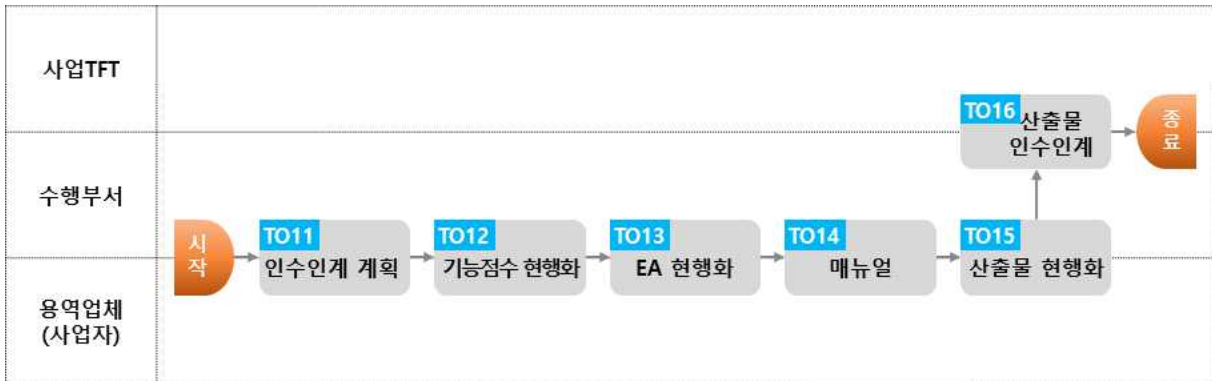 사업TFT
수행부서
용역업체
(사업자)
시
작
TO11
인수인계 계획
TO12
기능점수 현행화
TO13
EA 현행화
TO14
매뉴얼
TO15
산출물 현행화
TO16
산출물
인수인계
종
료